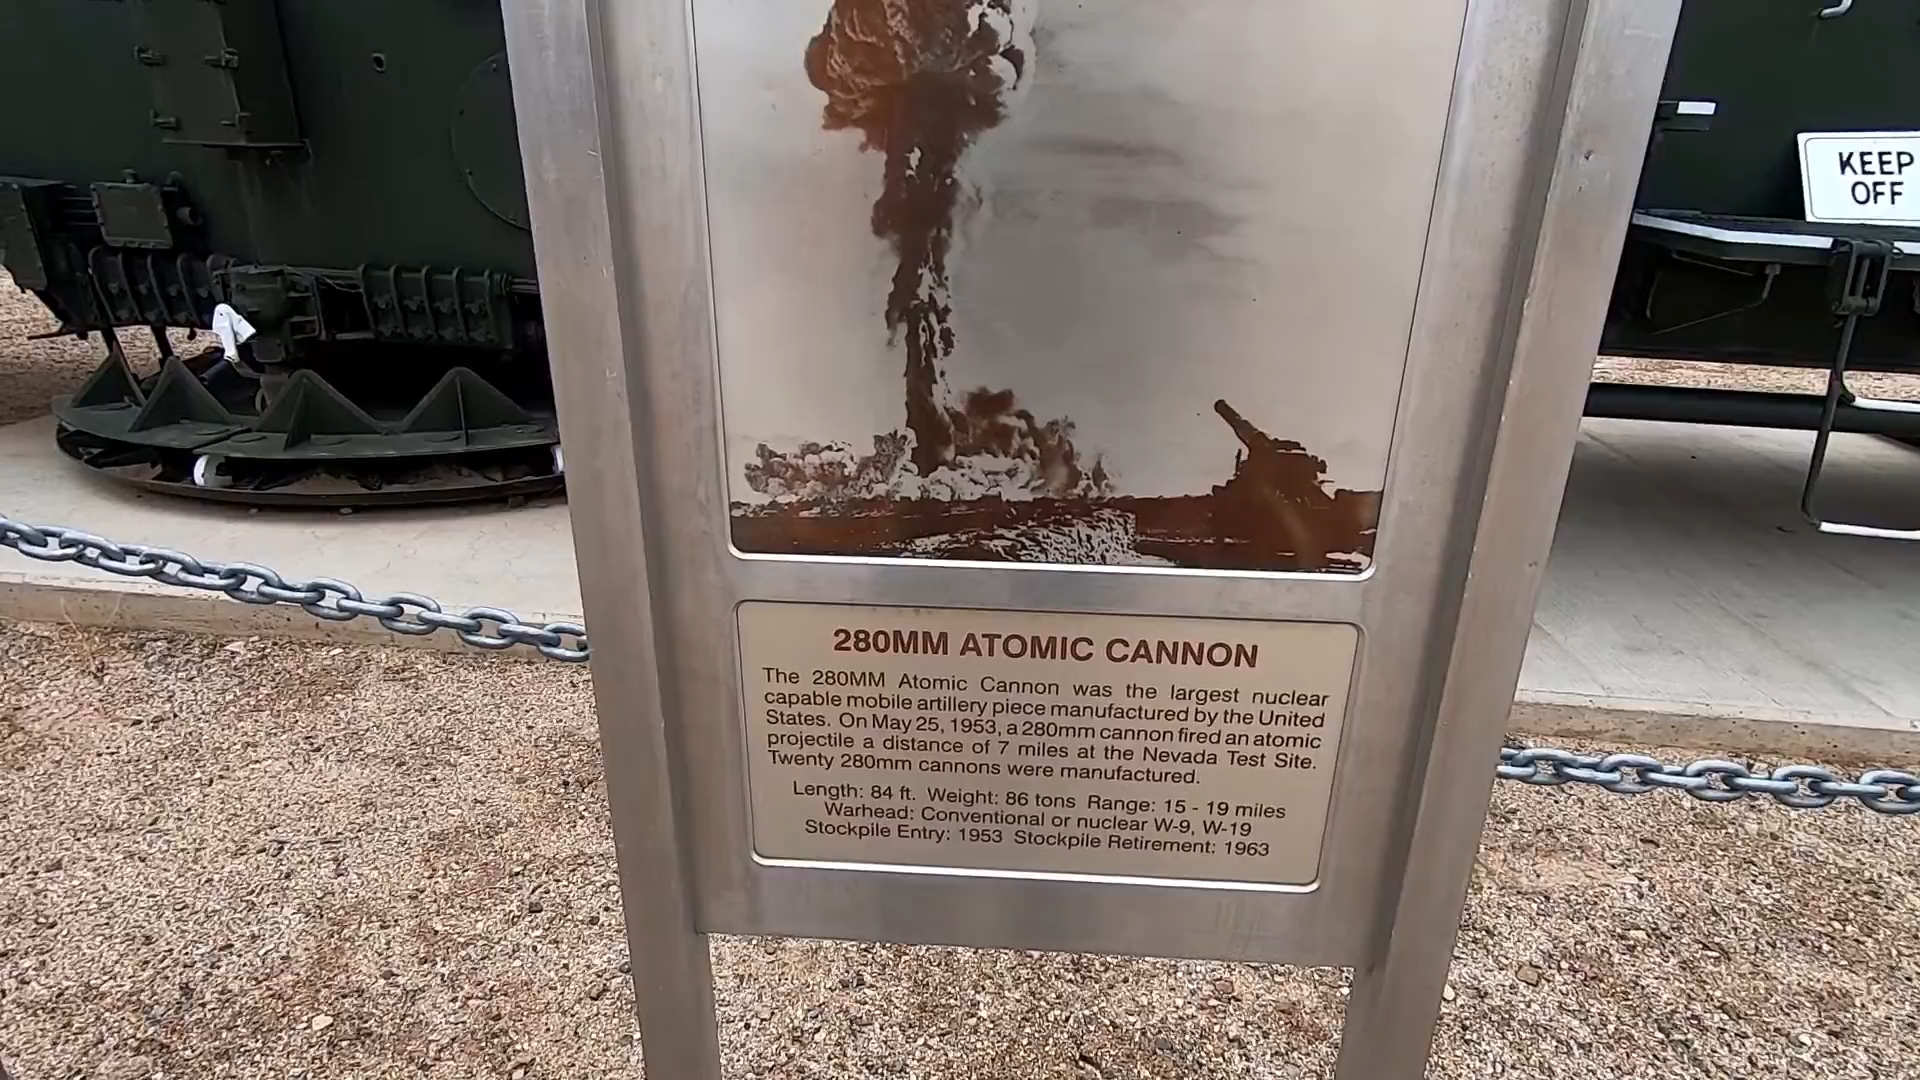 KEEP
OFF
280MM ATOMIC CANNON
The 280MM Atomic Cannon was the largest nuclear
capable mobile artillery piece manufactured by the United
States. On May 25, 1953, a 280mm cannon fired an atomic
projectile a distance of 7 miles at the Nevada Test Site.
Twenty 280mm cannons were manufactured.
Length: 84 ft. Weight: 86 tons Range: 15 - 19 miles
Warhead: Conventional or nuclear W-9, W-19
Stockpile Entry: 1953 Stockpile Retirement: 1963